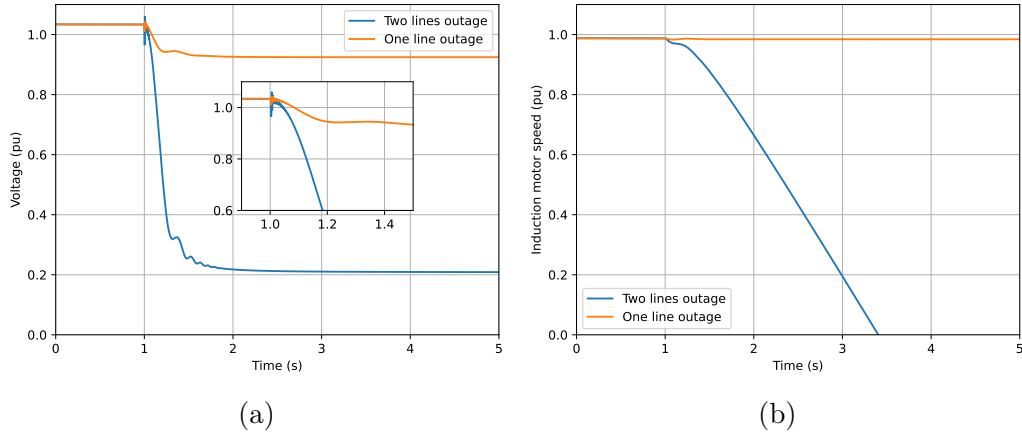 Voltage (pu)
1.0
0.8
0.6
0.4
0.2
0.0
Two lines outage
One line outage
1.0
0.8
0.6
1.0 1.2 1.4
0 1 2 3 4 5
Time (s)
(a)
Induction motor speed (pu)
1.0
0.8
0.6
0.4
0.2
0.0
Two lines outage
One line outage
0 1 2 3 4 5
Time (s)
(b)